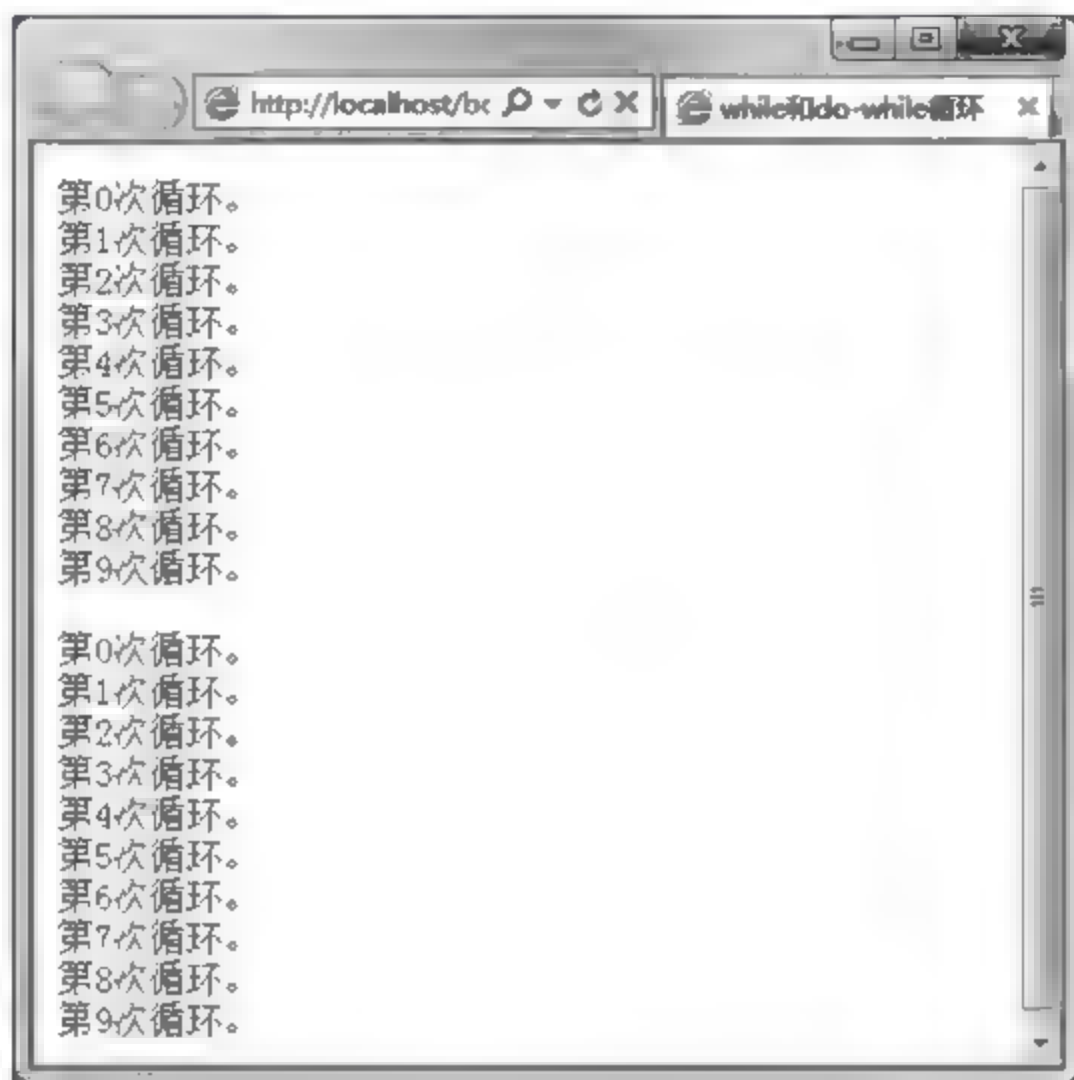 http://localhost/bc
while和do-while循环
第0次循环。
第1次循环。
第2次循环。
第3次循环。
第4次循环。
第5次循环。
第6次循环。
第7次循环。
第8次循环。
第9次循环。
第0次循环。
第1次循环。
第2次循环。
第3次循环。
第4次循环。
第5次循环。
第6次循环。
第7次循环。
第8次循环。
第9次循环。